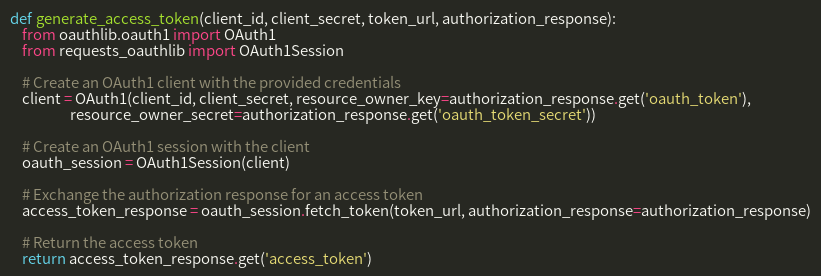 def generate_access_token(client_id, client_secret, token_url, authorization_response):
    from oauthlib.oauth1 import OAuth1
    from requests_oauthlib import OAuth1Session

    # Create an OAuth1 client with the provided credentials
    client = OAuth1(client_id, client_secret, resource_owner_key=authorization_response.get('oauth_token'),
                resource_owner_secret=authorization_response.get('oauth_token_secret'))

    # Create an OAuth1 session with the client
    oauth_session = OAuth1Session(client)

    # Exchange the authorization response for an access token
    access_token_response = oauth_session.fetch_token(token_url, authorization_response=authorization_response)

    # Return the access token
    return access_token_response.get('access_token')